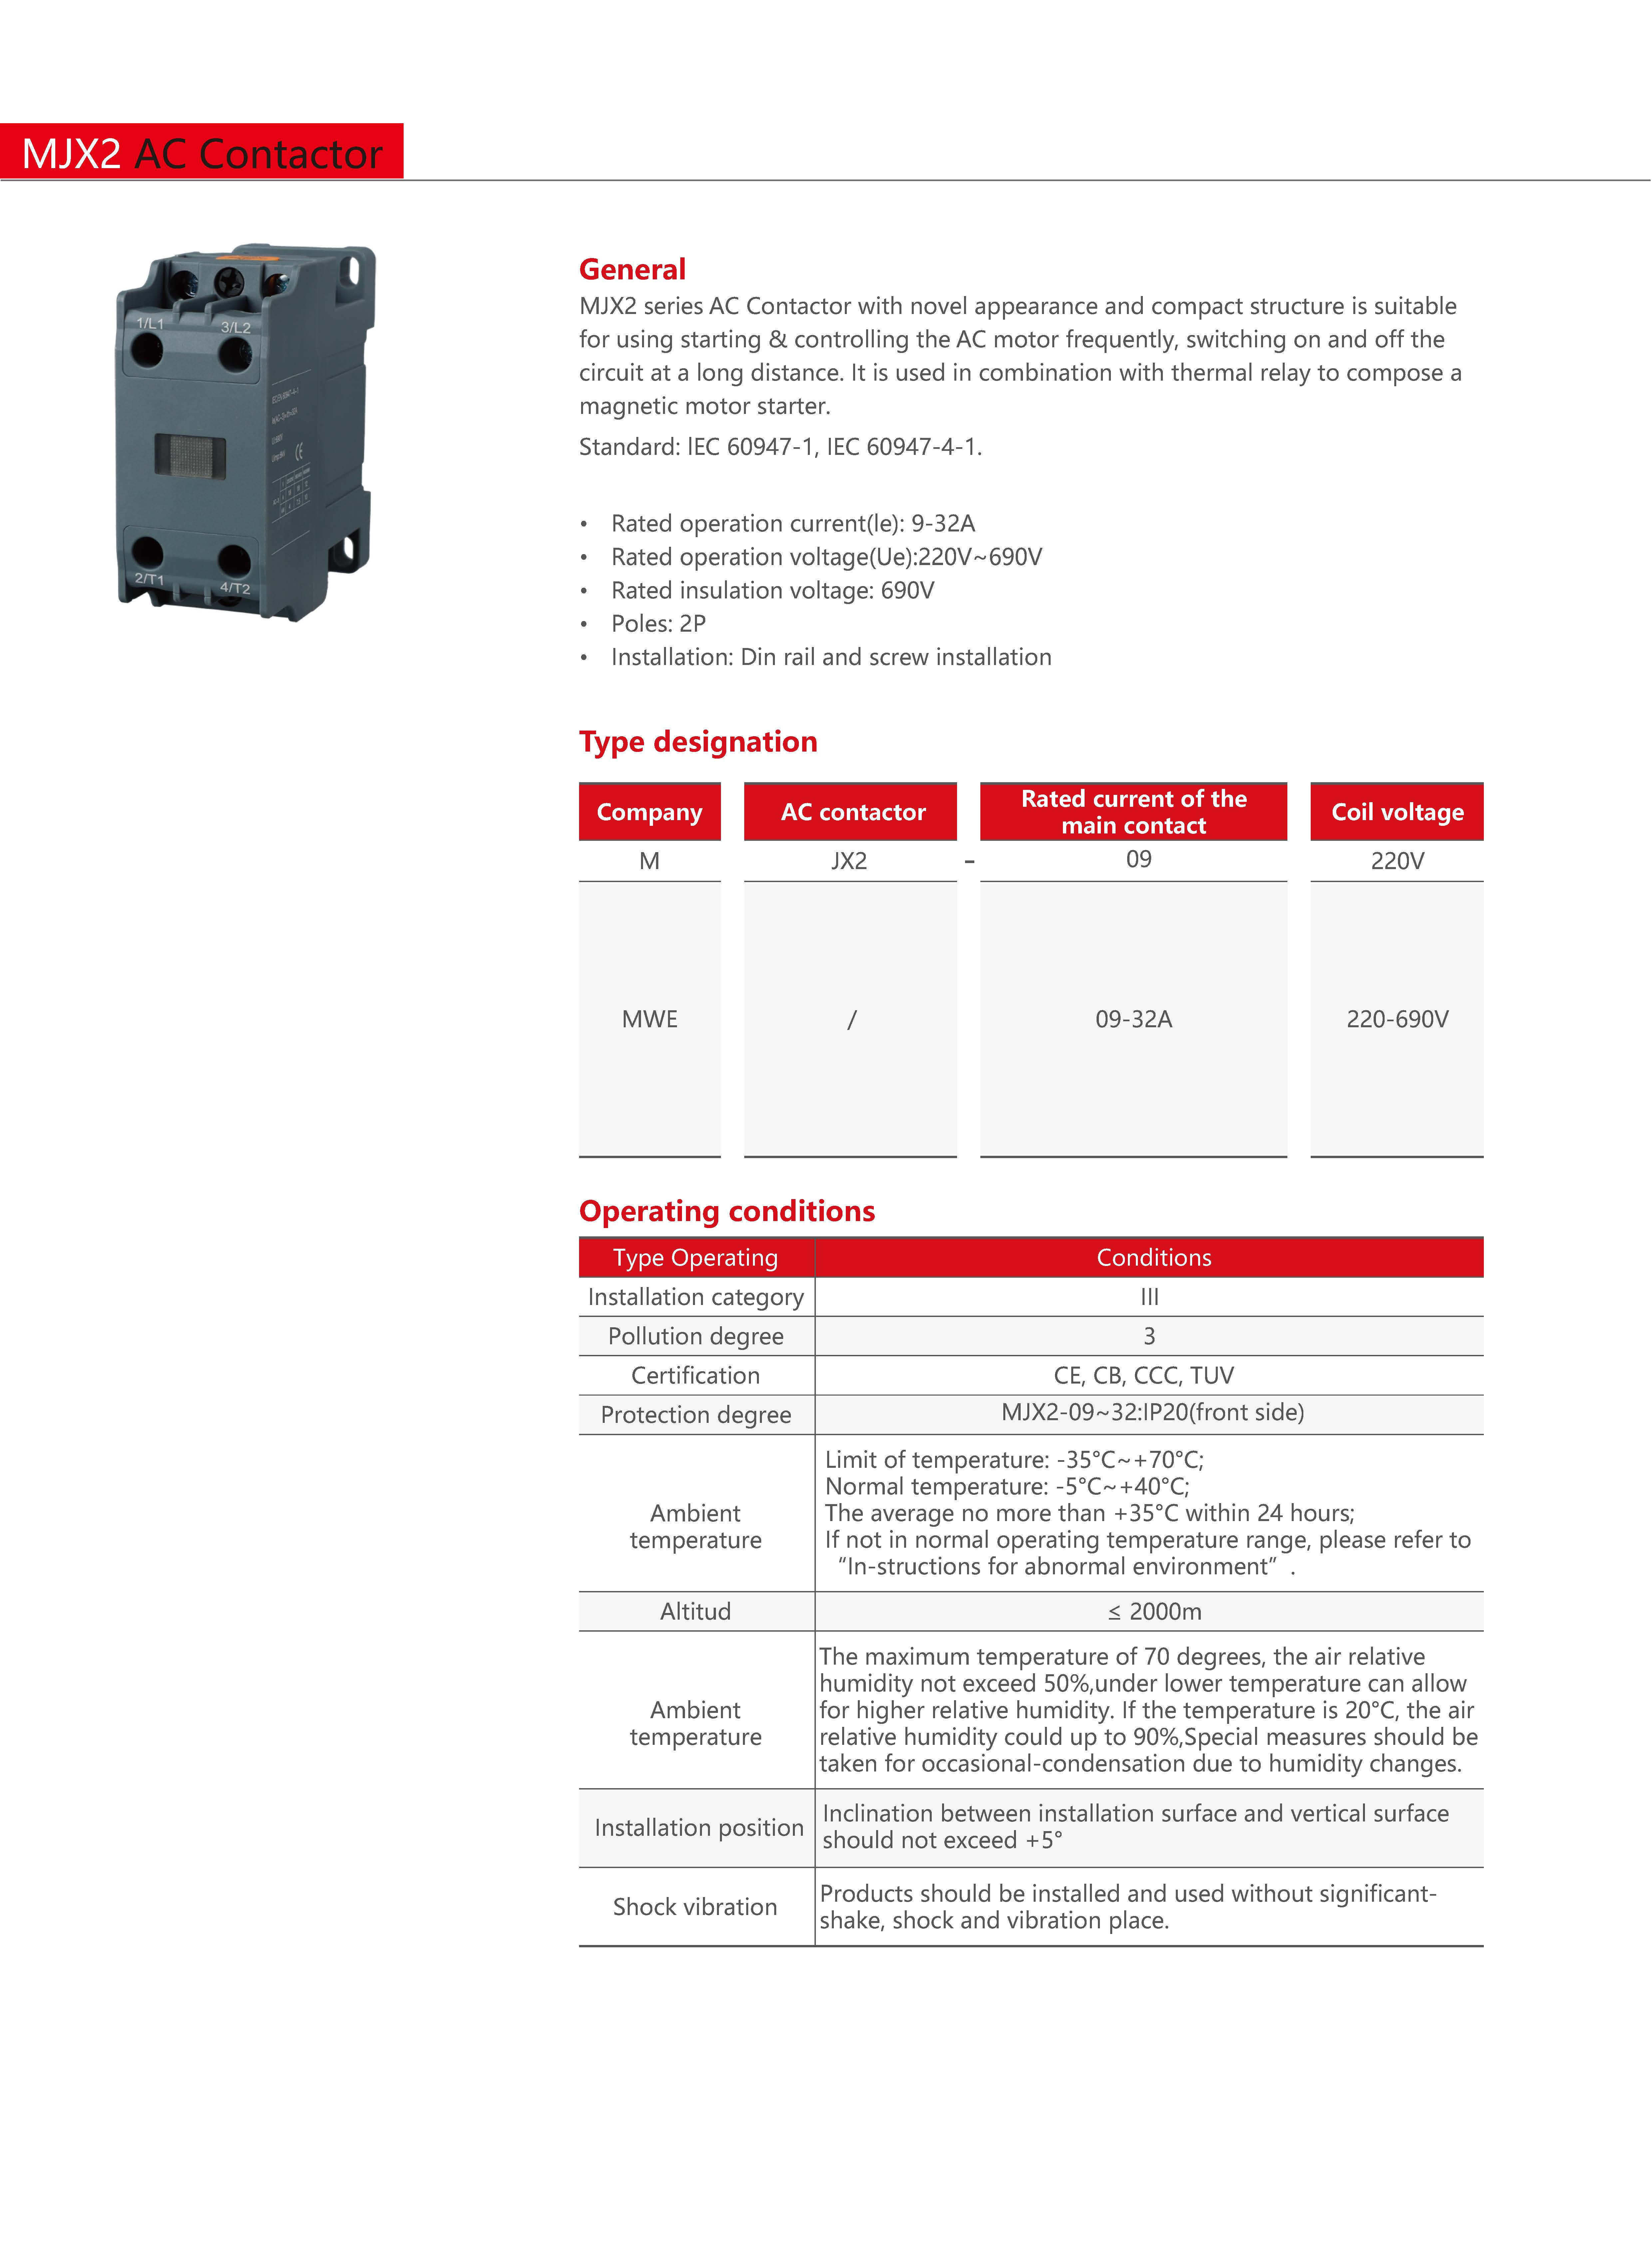 MJX2 AC Contactor
1/L1
3/L2
2/T1
4/T2
CE
General
MJX2 series AC Contactor with novel appearance and compact structure is suitable
for using starting & controlling the AC motor frequently, switching on and off the
circuit at a long distance. It is used in combination with thermal relay to compose a
magnetic motor starter.
Standard: lEC 60947-1, IEC 60947-4-1.
• Rated operation current(le): 9-32A
• Rated operation voltage(Ue):220V~690V
• Rated insulation voltage: 690V
• Poles: 2P
• Installation: Din rail and screw installation
Type designation
Company AC contactor Rated current of the main contact Coil voltage
M JX2 - 09 220V
MWE / 09-32A 220-690V
Operating conditions
Type Operating Conditions
Installation category III
Pollution degree 3
Certification CE, CB, CCC, TUV
Protection degree MJX2-09~32:IP20(front side)
Ambient
temperature
Limit of temperature: -35°C~+70°C;
Normal temperature: -5°C~+40°C;
The average no more than +35°C within 24 hours;
If not in normal operating temperature range, please refer to
“In-structions for abnormal environment” .
Altitud ≤ 2000m
Ambient
temperature
The maximum temperature of 70 degrees, the air relative
humidity not exceed 50%,under lower temperature can allow
for higher relative humidity. If the temperature is 20°C, the air
relative humidity could up to 90%,Special measures should be
taken for occasional-condensation due to humidity changes.
Installation position
Inclination between installation surface and vertical surface
should not exceed +5°
Shock vibration
Products should be installed and used without significant-
shake, shock and vibration place.